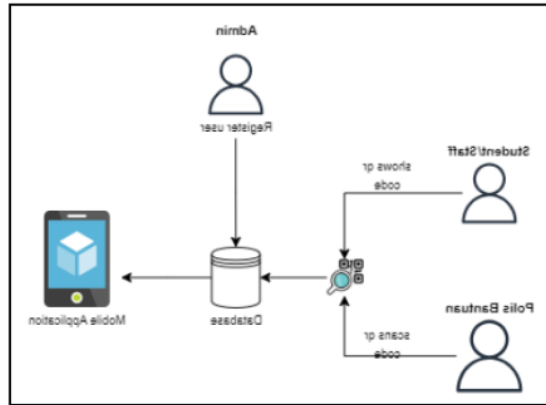 Admin
Register user
Student/Staff
shows qr
code
Mobile Application
Database
Polis Bantuan
scans qr
code